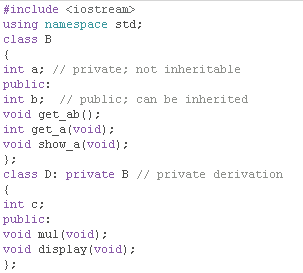 #include <iostream>
using namespace std;
class B
{
int a; // private; not inheritable
public:
int b;  // public; can be inherited
void get_ab();
int get_a(void);
void show_a(void);
};
class D: private B // private derivation
{
int c;
public:
void mul(void);
void display(void);
};